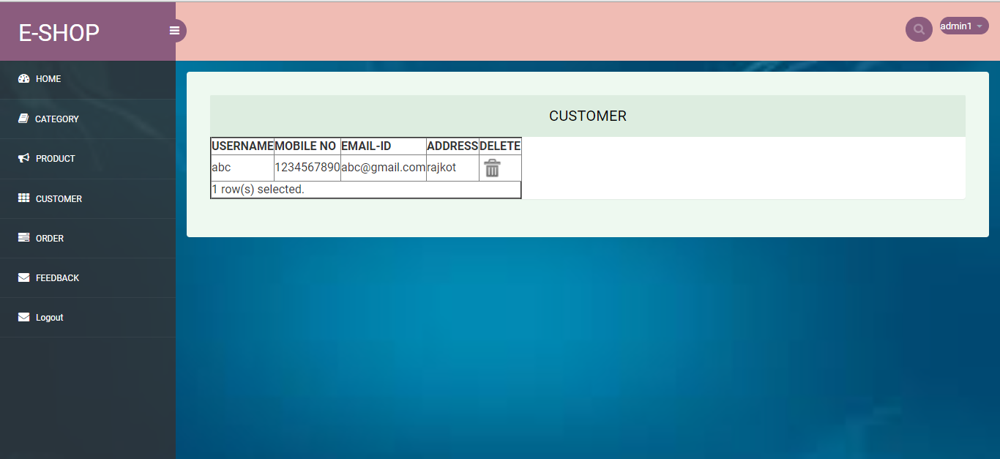 E-SHOP
admin1
HOME
CATEGORY
PRODUCT
CUSTOMER
ORDER
FEEDBACK
Logout
CUSTOMER
USERNAME MOBILE NO EMAIL-ID ADDRESS DELETE
abc 1234567890 abc@gmail.com rajkot
1 row(s) selected.